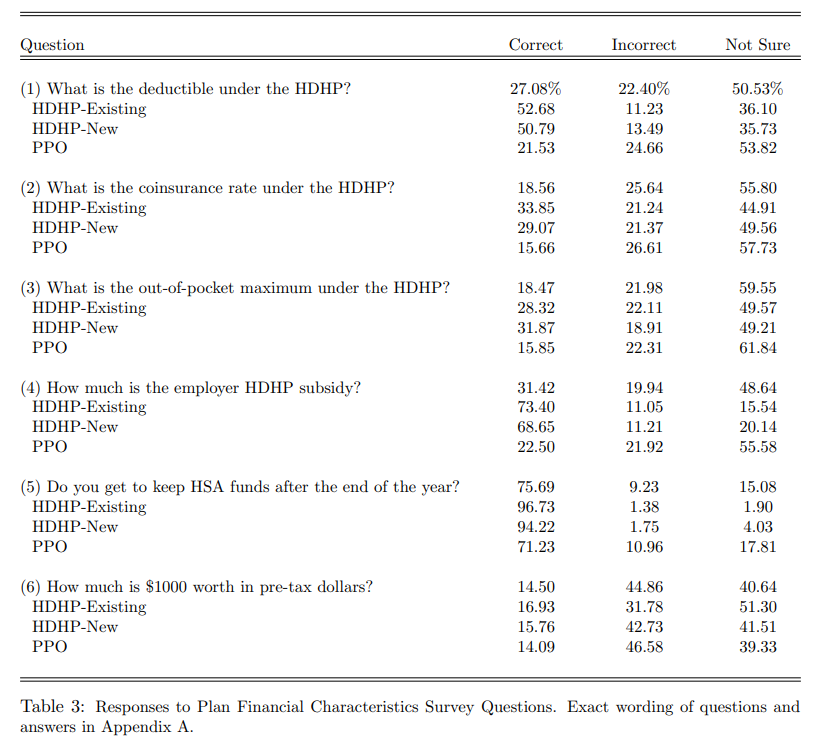 Question Correct Incorrect Not Sure
(1) What is the deductible under the HDHP? 27.08% 22.40% 50.53%
HDHP-Existing 52.68 11.23 36.10
HDHP-New 50.79 13.49 35.73
PPO 21.53 24.66 53.82
(2) What is the coinsurance rate under the HDHP? 18.56 25.64 55.80
HDHP-Existing 33.85 21.24 44.91
HDHP-New 29.07 21.37 49.56
PPO 15.66 26.61 57.73
(3) What is the out-of-pocket maximum under the HDHP? 18.47 21.98 59.55
HDHP-Existing 28.32 22.11 49.57
HDHP-New 31.87 18.91 49.21
PPO 15.85 22.31 61.84
(4) How much is the employer HDHP subsidy? 31.42 19.94 48.64
HDHP-Existing 73.40 11.05 15.54
HDHP-New 68.65 11.21 20.14
PPO 22.50 21.92 55.58
(5) Do you get to keep HSA funds after the end of the year? 75.69 9.23 15.08
HDHP-Existing 96.73 1.38 1.90
HDHP-New 94.22 1.75 4.03
PPO 71.23 10.96 17.81
(6) How much is $1000 worth in pre-tax dollars? 14.50 44.86 40.64
HDHP-Existing 16.93 31.78 51.30
HDHP-New 15.76 42.73 41.51
PPO 14.09 46.58 39.33
Table 3: Responses to Plan Financial Characteristics Survey Questions. Exact wording of questions and
answers in Appendix A.